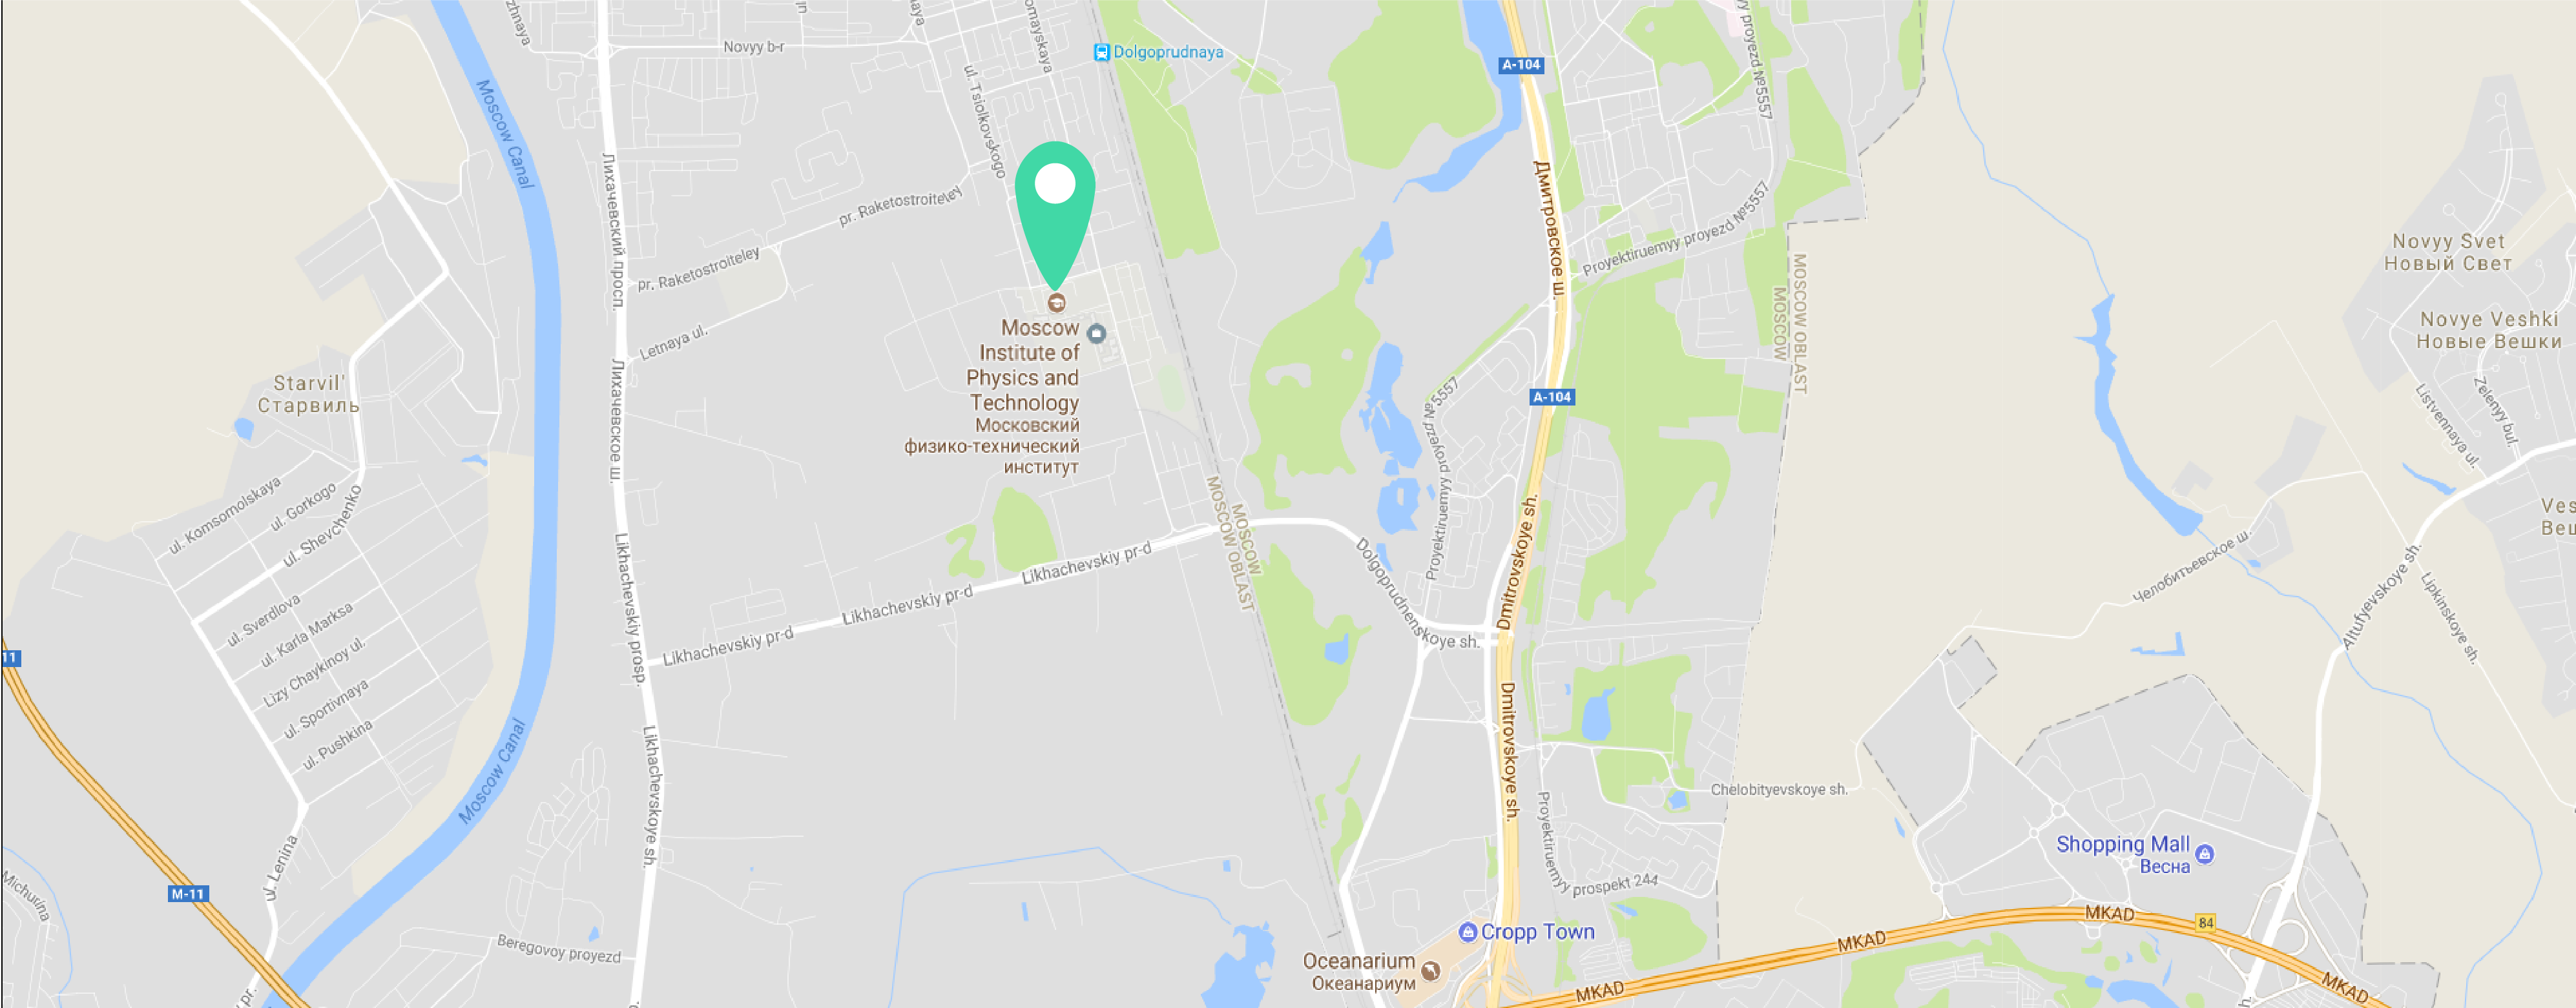 Novyy b-r
Dolgoprudnaya
A-104
Moscow Canal
ul. Tsiolkovskogo
Лихачевский просп.
pr. Raketostroiteley
pr. Raketostroiteley
Дмитровское ш.
Proyektiruemyy proyezd №5557
Letnaya ul.
Moscow
Institute of
Physics and
Technology
Московский
физико-технический
институт
MOSCOW OBLAST
MOSCOW
Novyy Svet
Новый Свет
Novye Veshki
Новые Вешки
Starvil'
Старвиль
Лихачевское ш.
A-104
Proyektiruemyy proyezd №5557
Listvennaya ul.
Zelenyy bul.
ul. Komsomolskaya
ul. Gorkogo
ul. Shevchenko
MOSCOW
MOSCOW OBLAST
Dmitrovskoye sh.
Likhachevskiy prosp.
Likhachevskiy pr-d
Likhachevskiy pr-d
Likhachevskiy pr-d
Dolgoprudnenskoye sh.
Челобитьевское ш.
Altufyevskoye sh.
Lipkinskoye sh.
ul. Sverdlova
ul. Karla Marksa
Lizy Chaykinoy ul.
ul. Sportivnaya
ul. Pushkina
11
Moscow Canal
Likhachevskoye sh.
Dmitrovskoye sh.
Chelobityevskoye sh.
Proyektiruemyy prospekt 244
Shopping Mall
Весна
ul. Lenina
M-11
Michurina
Beregovoy proyezd
Cropp Town
Oceanarium
Океанариум
MKAD
MKAD
MKAD
84
MKAD